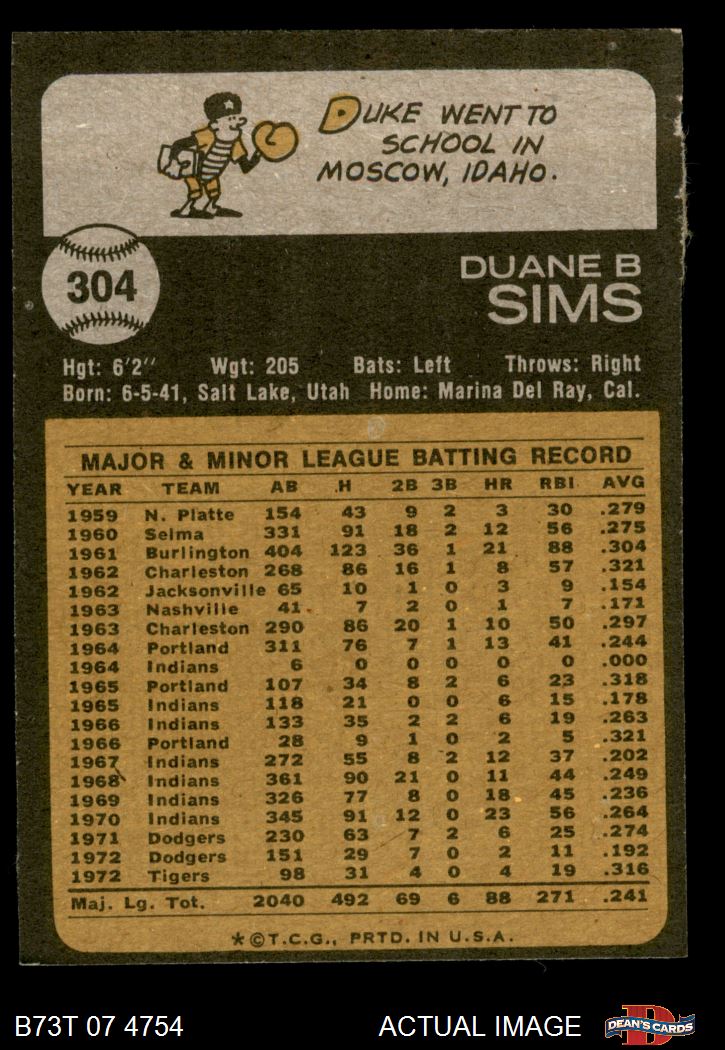 DUKE WENT TO
SCHOOL IN
MOSCOW, IDAHO.
304
DUANE B
SIMS
Hgt: 6'2" Wgt: 205 Bats: Left Throws: Right
Born: 6-5-41, Salt Lake, Utah Home: Marina Del Ray, Cal.
MAJOR & MINOR LEAGUE BATTING RECORD
YEAR TEAM AB H 2B 3B HR RBI AVG
1959 N. Platte 154 43 9 2 3 30 .279
1960 Selma 331 91 18 2 12 56 .275
1961 Burlington 404 123 36 1 21 88 .304
1962 Charleston 268 86 16 1 8 57 .321
1962 Jacksonville 65 10 1 0 3 9 .154
1963 Nashville 41 7 2 0 1 7 .171
1963 Charleston 290 86 20 1 10 50 .297
1964 Portland 311 76 7 1 13 41 .244
1964 Indians 6 0 0 0 0 0 .000
1965 Portland 107 34 8 2 6 23 .318
1965 Indians 118 21 0 0 6 15 .178
1966 Indians 133 35 2 2 6 19 .263
1966 Portland 28 9 1 0 2 5 .321
1967 Indians 272 55 8 2 12 37 .202
1968 Indians 361 90 21 0 11 44 .249
1969 Indians 326 77 8 0 18 45 .236
1970 Indians 345 91 12 0 23 56 .264
1971 Dodgers 230 63 7 2 6 25 .274
1972 Dodgers 151 29 7 0 2 11 .192
1972 Tigers 98 31 4 0 4 19 .316
Maj. Lg. Tot. 2040 492 69 6 88 271 .241
*©T.C.G., PRTD. IN U.S.A.
B73T 07 4754 ACTUAL IMAGE DEAN'S CARDS